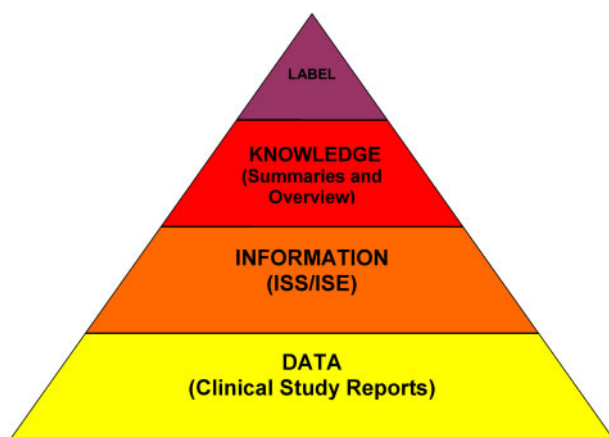 LABEL
KNOWLEDGE
(Summaries and
Overview)
INFORMATION
(ISS/ISE)
DATA
(Clinical Study Reports)